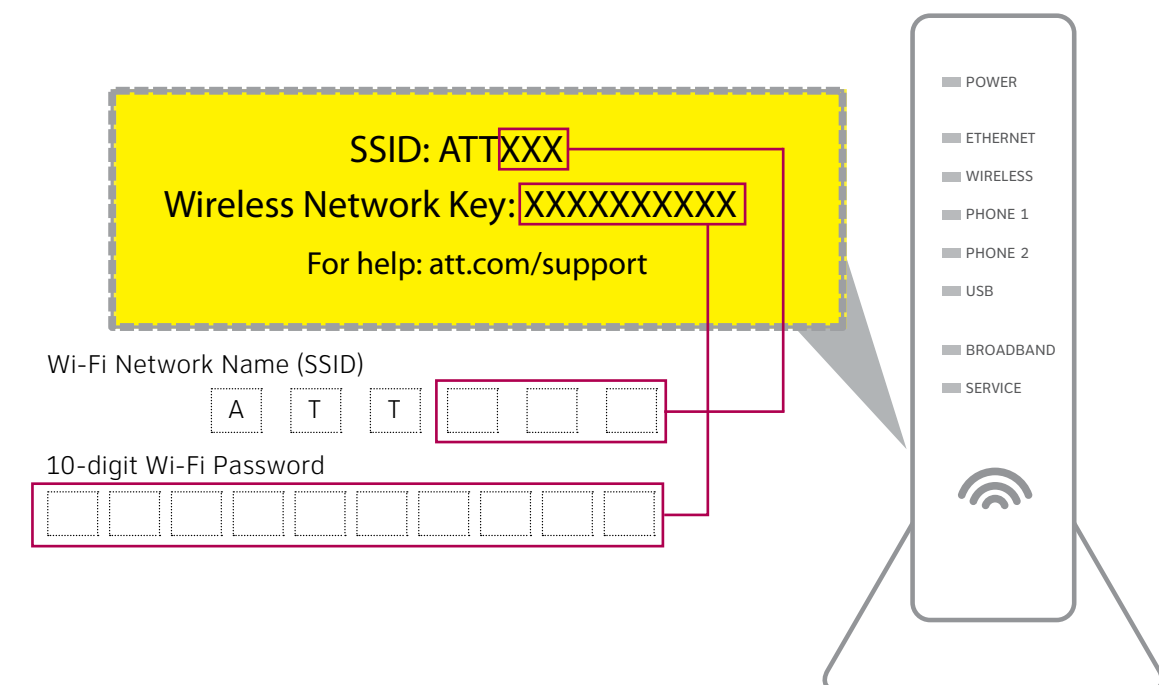 SSID: ATTXXX
Wireless Network Key: XXXXXXXXXX
For help: att.com/support
Wi-Fi Network Name (SSID)
A T T
10-digit Wi-Fi Password
POWER
ETHERNET
WIRELESS
PHONE 1
PHONE 2
USB
BROADBAND
SERVICE